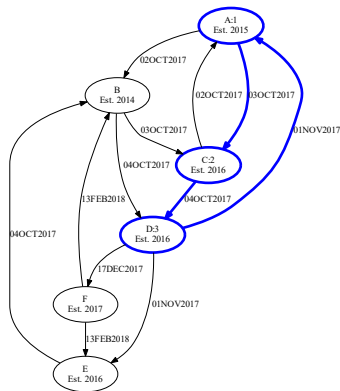 A:1
Est. 2015
02OCT2017
B
Est. 2014
02OCT2017
03OCT2017
01NOV2017
03OCT2017
C:2
Est. 2016
04OCT2017
04OCT2017
13FEB2018
D:3
Est. 2016
04OCT2017
17DEC2017
F
Est. 2017
01NOV2017
13FEB2018
E
Est. 2016